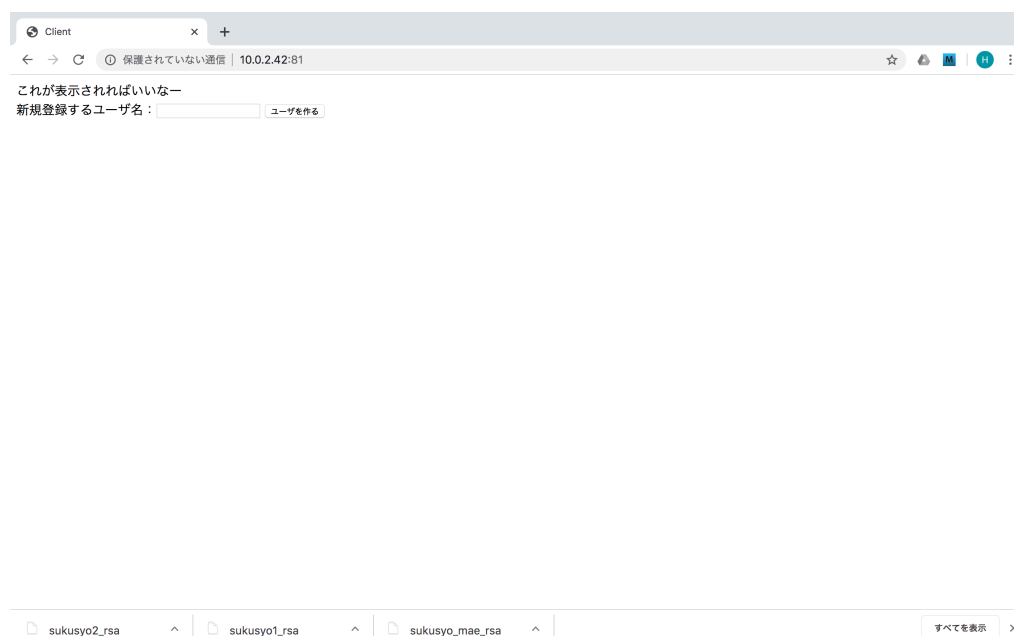 Client
保護されていない通信 10.0.2.42:81
M
H
これが表示されればいいなー
新規登録するユーザ名：
ユーザを作る
sukusyo2_rsa
sukusyo1_rsa
sukusyo_mae_rsa
すべてを表示